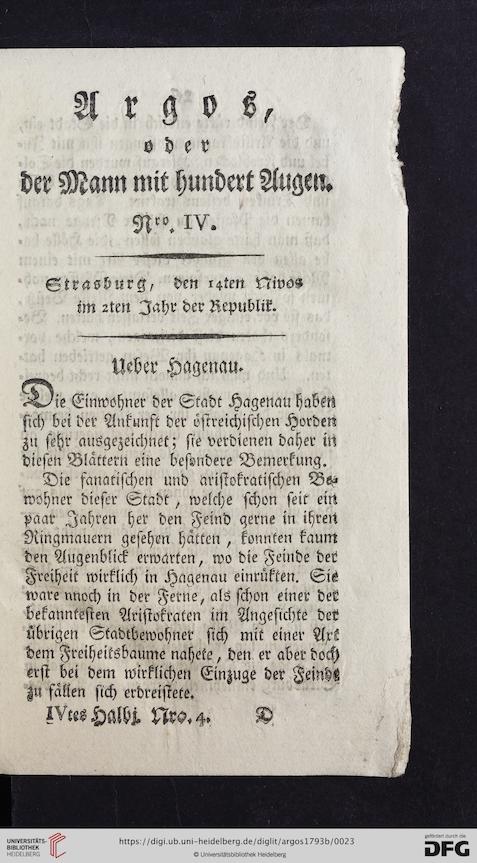 Argos,
oder
der Mann mit hundert Augen.
Nro. IV.
Strasburg, den 14ten Nivos
im 2ten Jahr der Republik.
Ueber Hagenau.
Die Einwohner der Stadt Hagenau haben
sich bei der Ankunft der östreichischen Horden
zu sehr ausgezeichnet; sie verdienen daher in
diesen Blättern eine besondere Bemerkung.
Die fanatischen und aristokratischen Be-
wohner dieser Stadt, welche schon seit ein
paar Jahren her den Feind gerne in ihren
Ringmauern gesehen hätten, konnten kaum
den Augenblick erwarten, wo die Feinde der
Freiheit wirklich in Hagenau einrükten. Sie
ware nnoch in der Ferne, als schon einer der
bekanntesten Aristokraten im Angesichte der
übrigen Stadtbewohner sich mit einer Art
dem Freiheitsbaume nahete, den er aber doch
erst bei dem wirklichen Einzuge der Feinde
zu fällen sich erdreistete.
IVtes Halbj. Nro. 4. D
UNIVERSITÄTS-
BIBLIOTHEK
HEIDELBERG
https://digi.ub.uni-heidelberg.de/diglit/argos1793b/0023
© Universitätsbibliothek Heidelberg
gefördert durch die
DFG